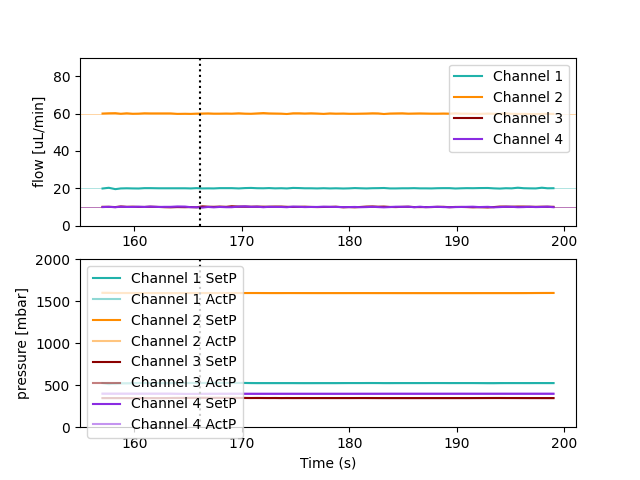 80
60
40
20
0
flow [uL/min]
Channel 1
Channel 2
Channel 3
Channel 4
160 170 180 190 200
2000
1500
1000
500
0
pressure [mbar]
Channel 1 SetP
Channel 1 ActP
Channel 2 SetP
Channel 2 ActP
Channel 3 SetP
Channel 3 ActP
Channel 4 SetP
Channel 4 ActP
160 170 180 190 200
Time (s)